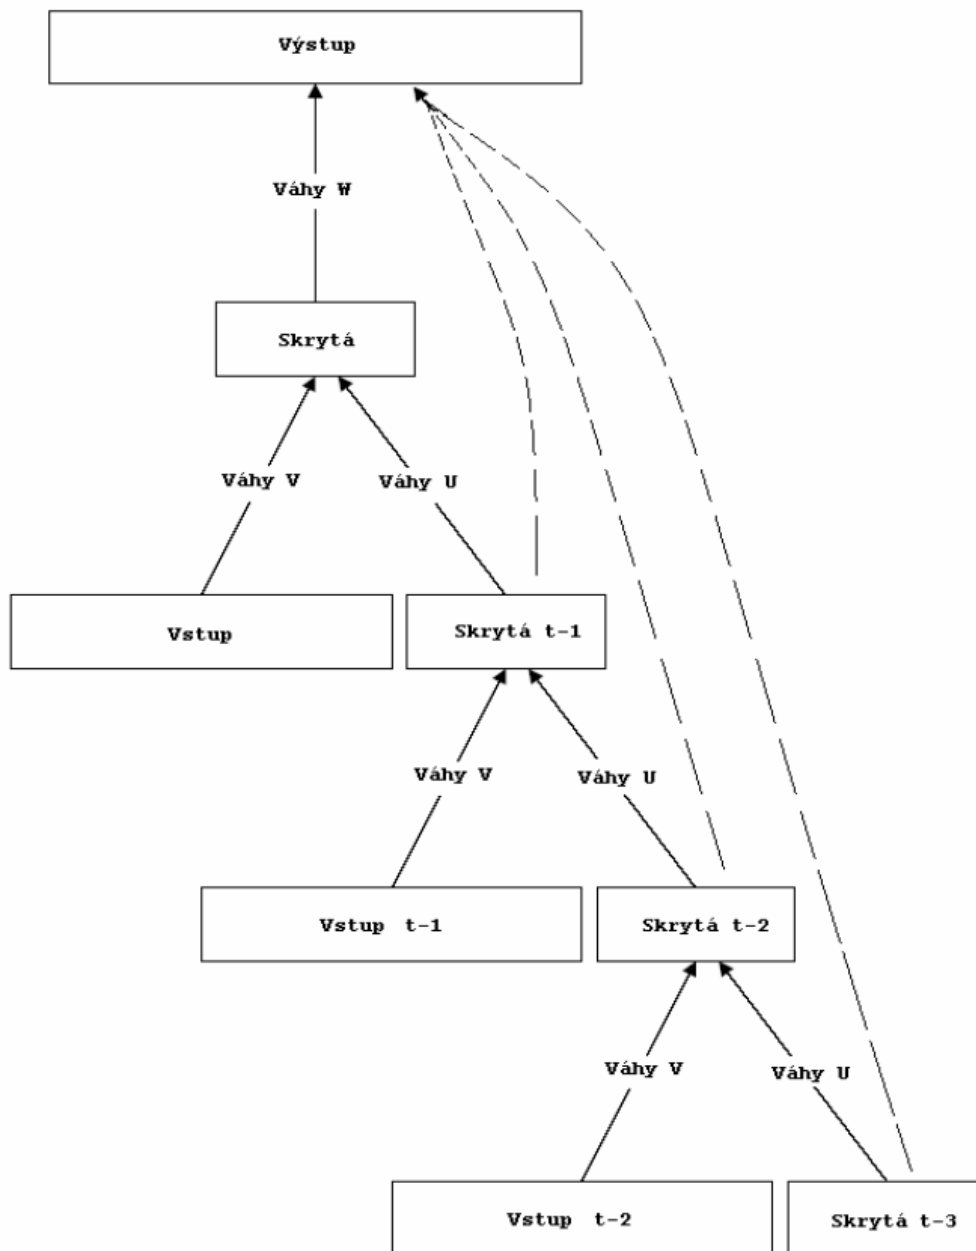 Výstup
Váhy W
Skrytá
Váhy V
Váhy U
Vstup
Skrytá t-1
Váhy V
Váhy U
Vstup t-1
Skrytá t-2
Váhy V
Váhy U
Vstup t-2
Skrytá t-3